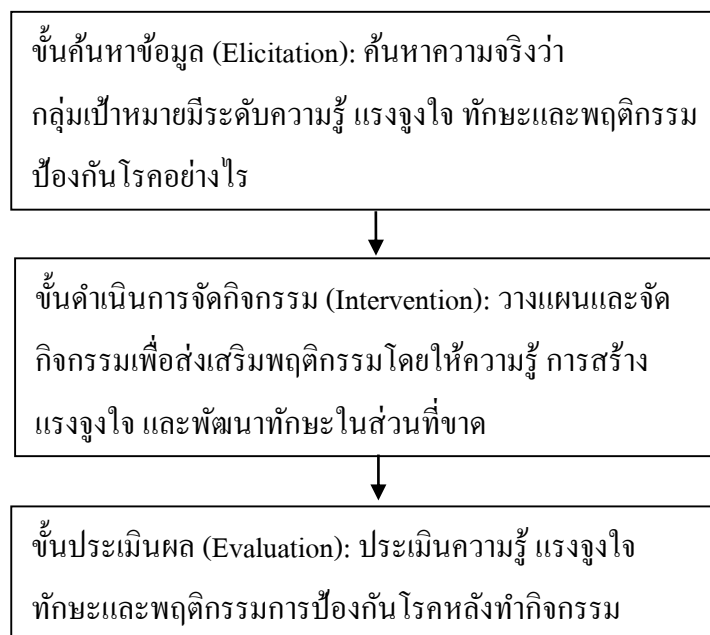 ขั้นค้นหาข้อมูล (Elicitation): ค้นหาความจริงว่า
กลุ่มเป้าหมายมีระดับความรู้ แรงจูงใจ ทักษะและพฤติกรรม
ป้องกันโรคอย่างไร
ขั้นดำเนินการจัดกิจกรรม (Intervention): วางแผนและจัด
กิจกรรมเพื่อส่งเสริมพฤติกรรมโดยให้ความรู้ การสร้าง
แรงจูงใจ และพัฒนาทักษะในส่วนที่ขาด
ขั้นประเมินผล (Evaluation): ประเมินความรู้ แรงจูงใจ
ทักษะและพฤติกรรมการป้องกันโรคหลังทำกิจกรรม